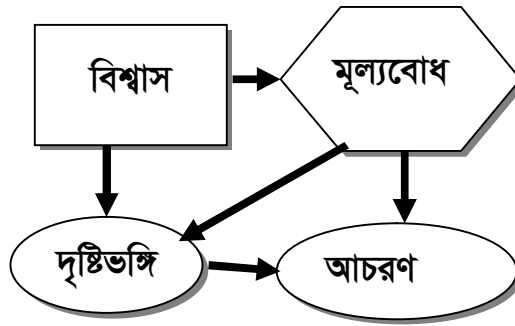 বিশ্বাস
মূল্যবোধ
দৃষ্টিভঙ্গি
আচরণ